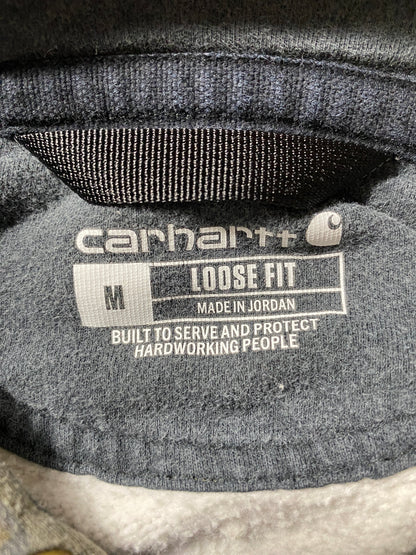 carhartt
M
LOOSE FIT
MADE IN JORDAN
BUILT TO SERVE AND PROTECT
HARDWORKING PEOPLE